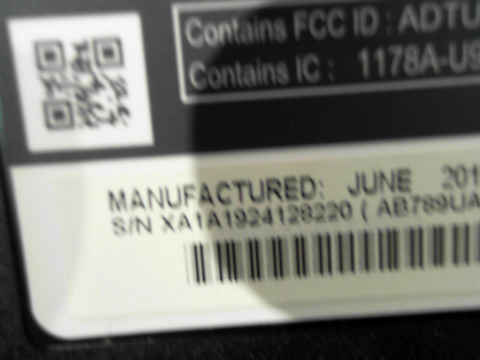 Contains FCC ID : ADTU
Contains IC : 1178A-U9
MANUFACTURED: JUNE 201
S/N XA1A1924128220 ( AB789UA